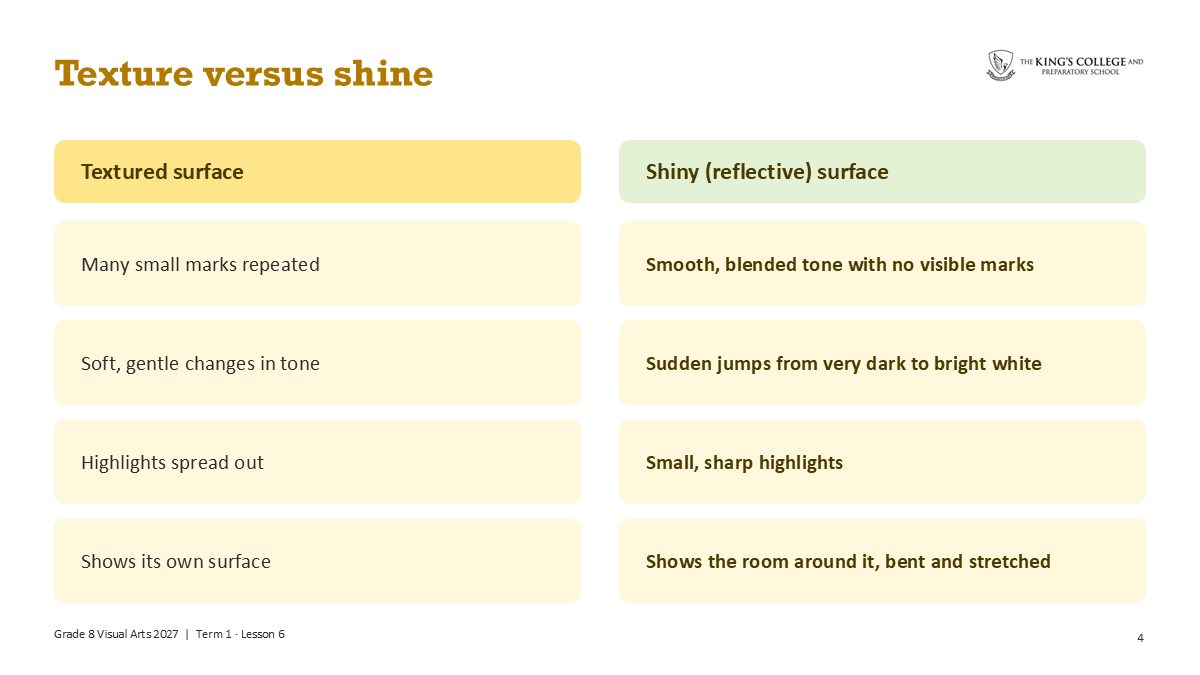 Texture versus shine
THE KING'S COLLEGE AND
PREPARATORY SCHOOL
Textured surface
Shiny (reflective) surface
Many small marks repeated
Smooth, blended tone with no visible marks
Soft, gentle changes in tone
Sudden jumps from very dark to bright white
Highlights spread out
Small, sharp highlights
Shows its own surface
Shows the room around it, bent and stretched
Grade 8 Visual Arts 2027 | Term 1 · Lesson 6
4